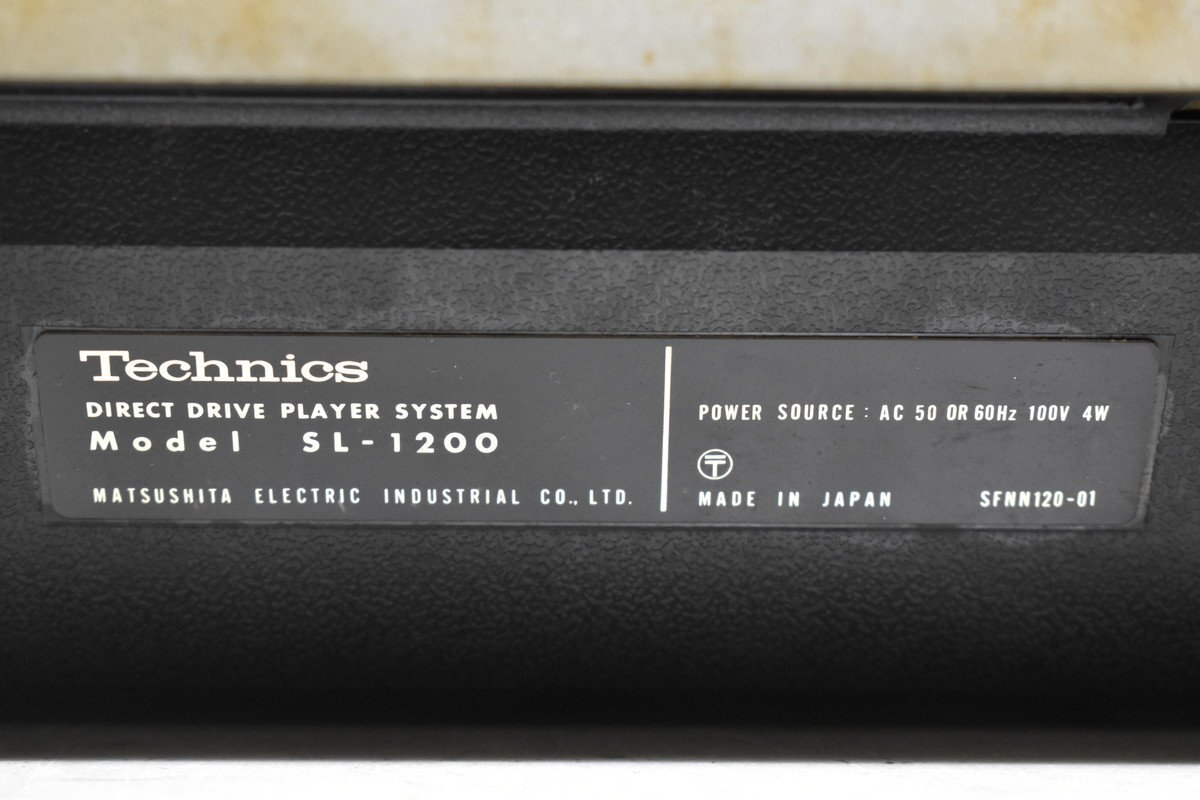 Technics
DIRECT DRIVE PLAYER SYSTEM
Model SL-1200
MATSUSHITA ELECTRIC INDUSTRIAL CO., LTD.
POWER SOURCE : AC 50 OR 60Hz 100V 4W
MADE IN JAPAN SFNN120-01